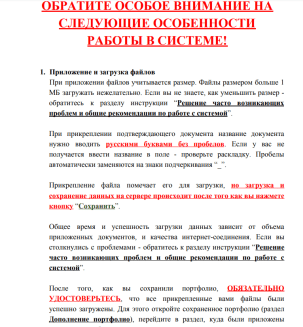 ОБРАТИТЕ ОСОБОЕ ВНИМАНИЕ НА
СЛЕДУЮЩИЕ ОСОБЕННОСТИ
РАБОТЫ В СИСТЕМЕ!
1. Приложение и загрузка файлов
При приложении файлов учитывается размер. Файлы размером больше 1
МБ загружать нежелательно. Если вы не знаете, как уменьшить размер -
обратитесь к разделу инструкции "Решение часто возникающих
проблем и общие рекомендации по работе с системой".
При прикреплении подтверждающего документа название документа
нужно вводить русскими буквами без пробелов. Если у вас не
получается ввести название в поле - проверьте раскладку. Пробелы
автоматически заменяются на знаки подчеркивания "_".
Прикрепление файла помечает его для загрузки, но загрузка и
сохранение данных на сервере происходит после того как вы нажмете
кнопку "Сохранить".
Общее время и успешность загрузки данных зависит от объема
приложенных документов, и качества интернет-соединения. Если вы
столкнулись с проблемами - обратитесь к разделу инструкции "Решение
часто возникающих проблем и общие рекомендации по работе с
системой".
После того, как вы сохранили портфолио, ОБЯЗАТЕЛЬНО
УДОСТОВЕРЬТЕСЬ, что все прикрепленные вами файлы были
успешно загружены. Для этого откройте сохраненное портфолио (раздел
Дополнение портфолио), перейдите в раздел, куда были приложены